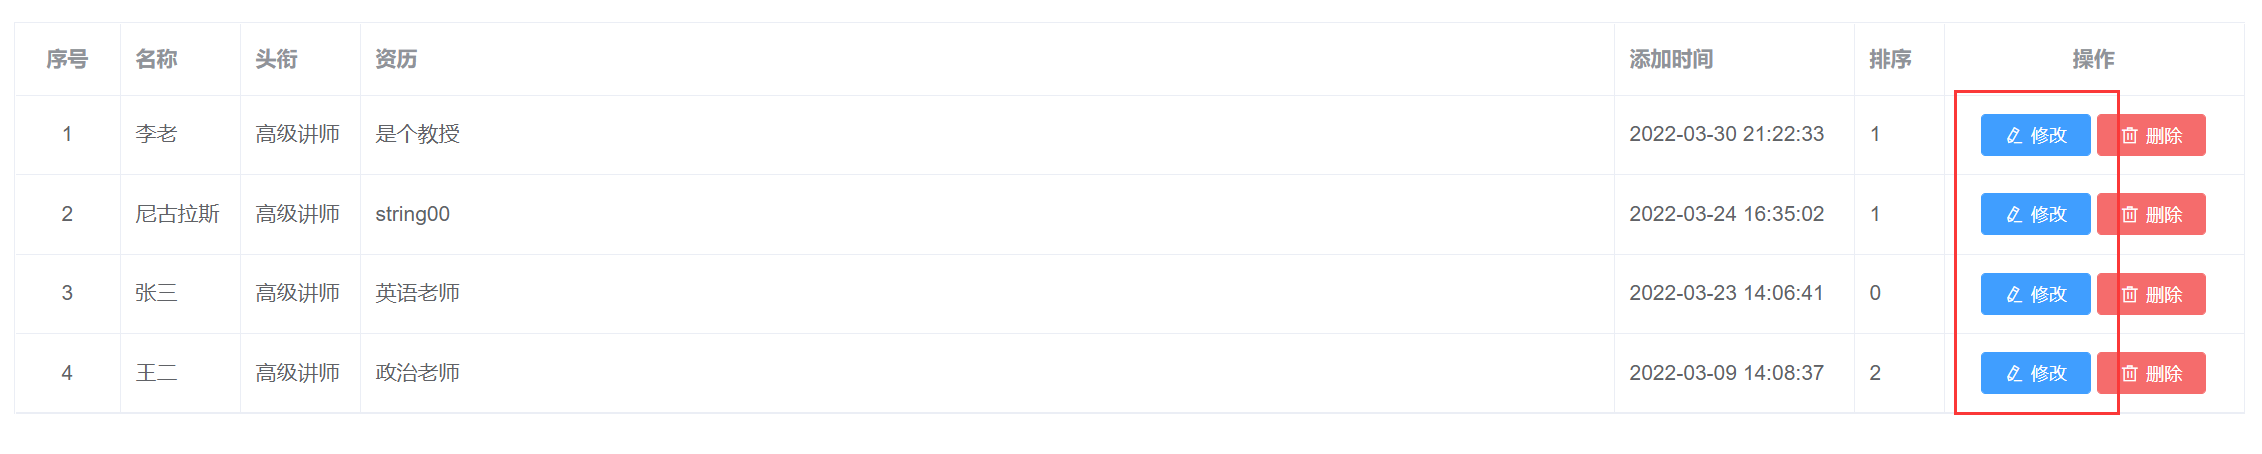 序号 名称 头衔 资历 添加时间 排序 操作
1 李老 高级讲师 是个教授 2022-03-30 21:22:33 1 修改 删除
2 尼古拉斯 高级讲师 string00 2022-03-24 16:35:02 1 修改 删除
3 张三 高级讲师 英语老师 2022-03-23 14:06:41 0 修改 删除
4 王二 高级讲师 政治老师 2022-03-09 14:08:37 2 修改 删除